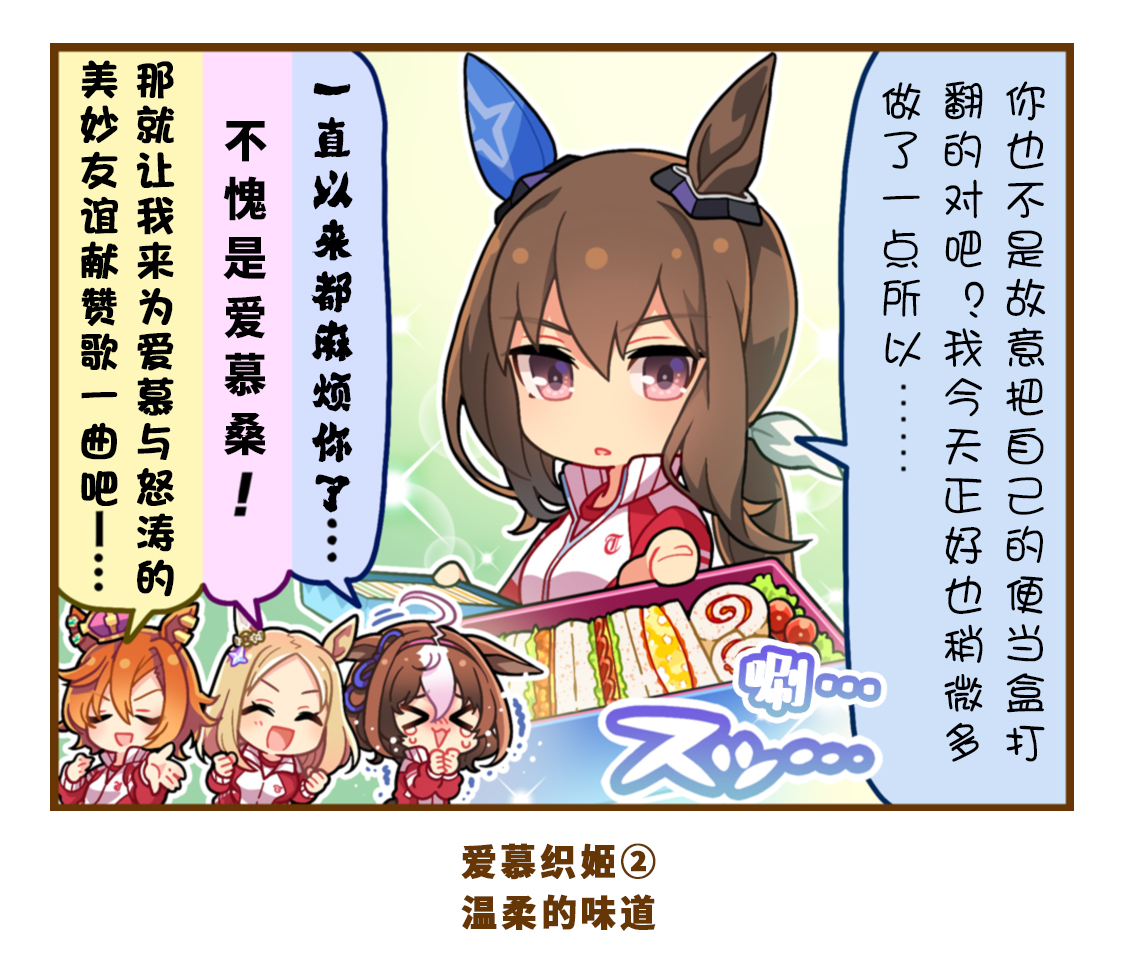 你也不是故意把自己的便当盒打
翻的对吧？我今天正好也稍微多
做了一点所以……
唰…
スッ…
一直以来都麻烦你了…
不愧是爱慕桑！
那就让我来为爱慕与怒涛的
美妙友谊献赞歌一曲吧——…
爱慕织姬②
温柔的味道